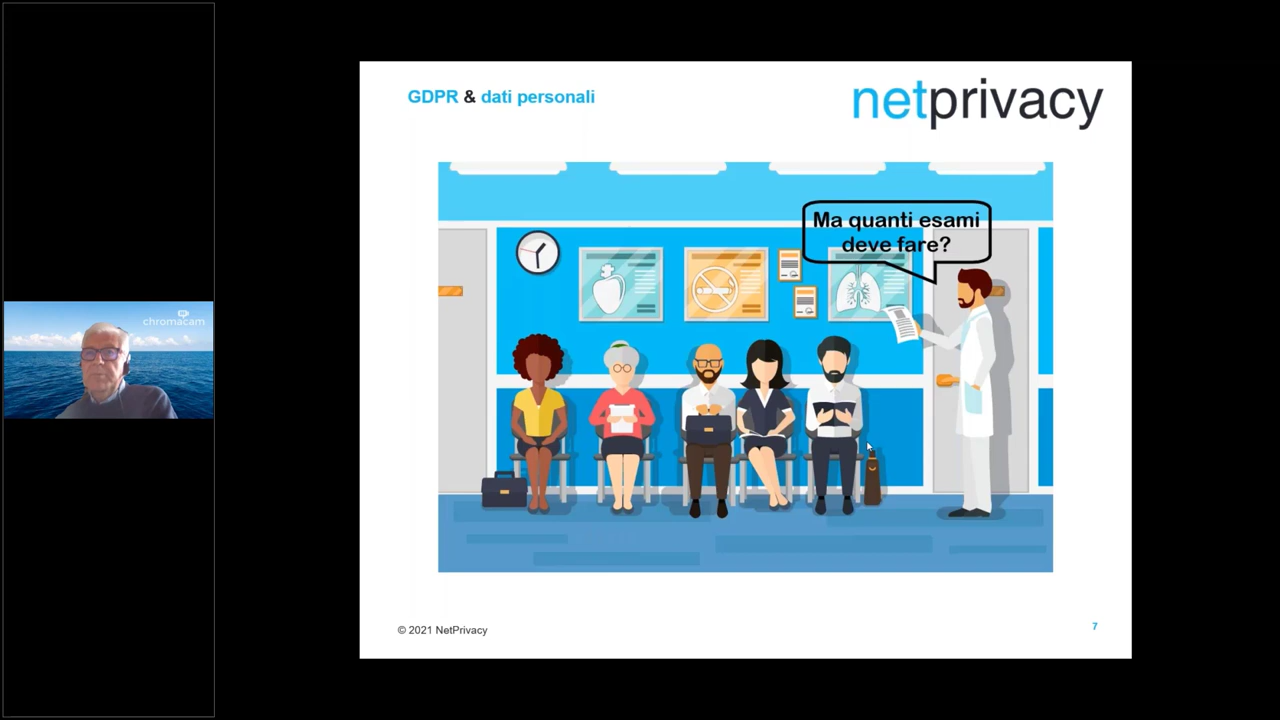 GDPR & dati personali
netprivacy
Ma quanti esami
deve fare?
chromacam
© 2021 NetPrivacy
7